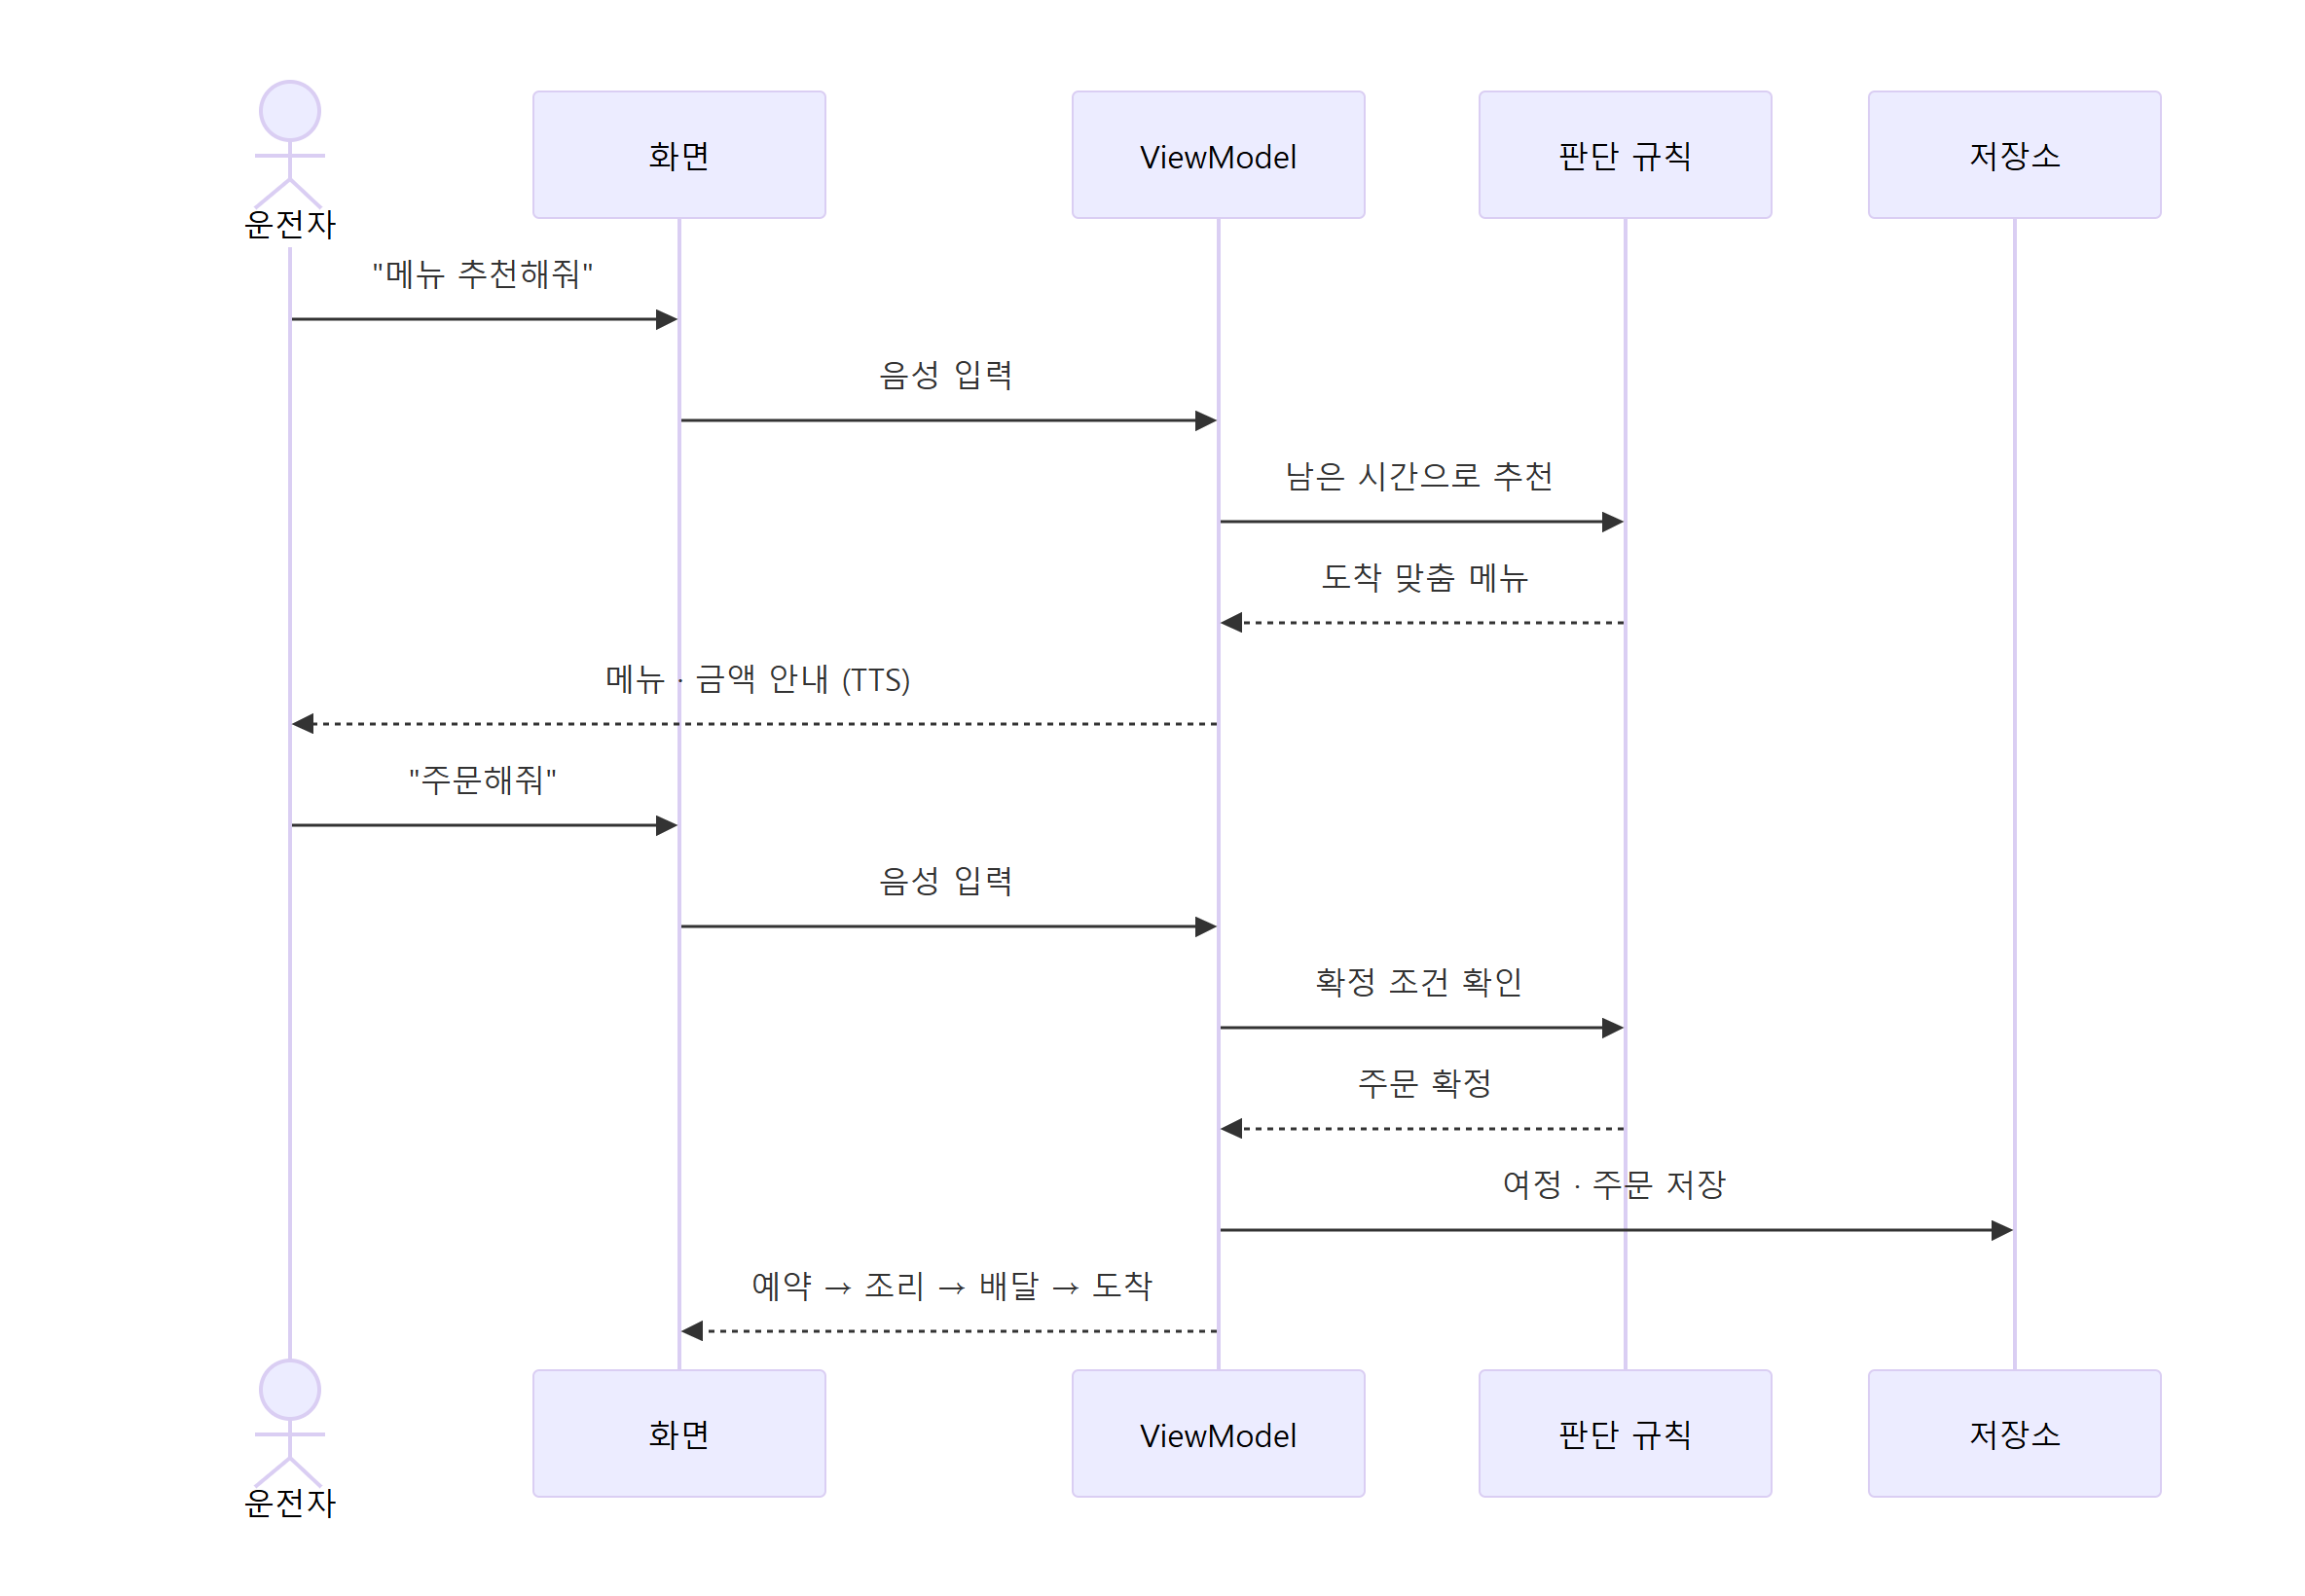 운전자
화면
ViewModel
판단 규칙
저장소
"메뉴 추천해줘"
음성 입력
남은 시간으로 추천
도착 맞춤 메뉴
메뉴 · 금액 안내 (TTS)
"주문해줘"
음성 입력
확정 조건 확인
주문 확정
여정 · 주문 저장
예약 → 조리 → 배달 → 도착
운전자
화면
ViewModel
판단 규칙
저장소